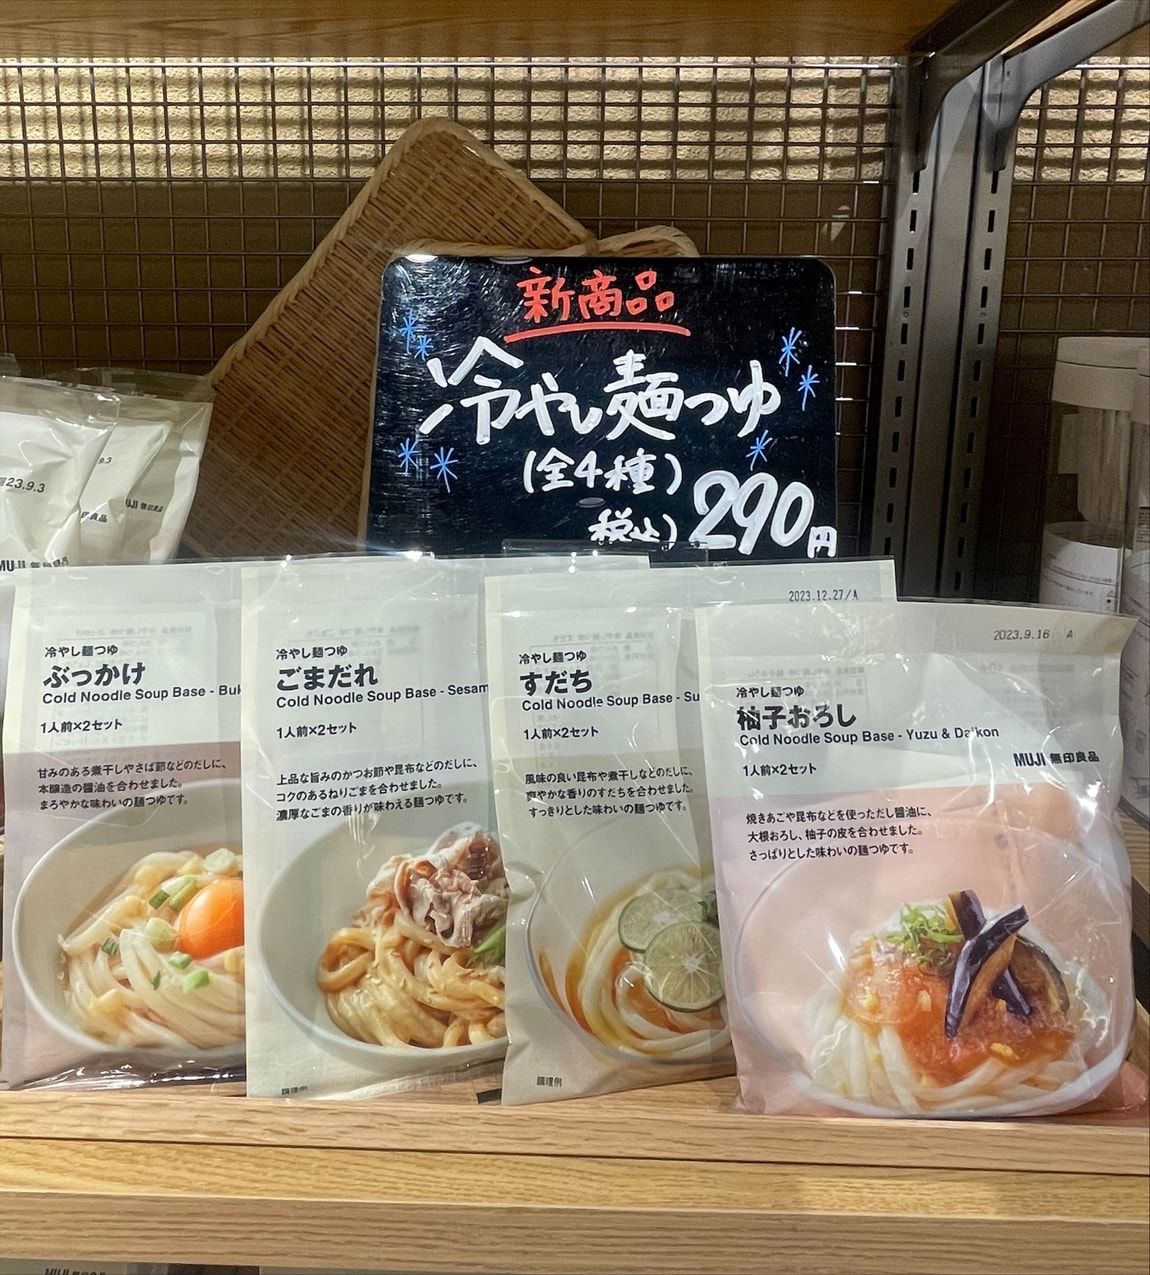 新商品
冷やし麺つゆ
(全4種)
税込) 290円
23.9.3
9.3
MUJI 無印良品
印良品
MUJI 無印
冷やし麺つゆ
ぶっかけ
Cold Noodle Soup Base - Buk
1人前×2セット
甘みのある煮干しやさば節などのだしに、
本醸造の醤油を合わせました。
まろやかな味わいの麺つゆです。
冷やし麺つゆ
ごまだれ
Cold Noodle Soup Base - Sesam
1人前×2セット
上品な旨みのかつお節や昆布などのだしに、
コクのあるねりごまを合わせました。
濃厚なごまの香りが味わえる麺つゆです。
調理例
2023.12.27/A
冷やし麺つゆ
すだち
Cold Noodle Soup Base - Su
1人前×2セット
風味の良い昆布や煮干しなどのだしに、
爽やかな香りのすだちを合わせました。
すっきりとした味わいの麺つゆです。
調理例
2023.9.16 A
冷やし麺つゆ
柚子おろし
Cold Noodle Soup Base - Yuzu & Daikon
1人前×2セット
MUJI 無印良品
焼きあごや昆布などを使っただし醤油に、
大根おろし、柚子の皮を合わせました。
さっぱりとした味わいの麺つゆです。
MUJI 無印良品